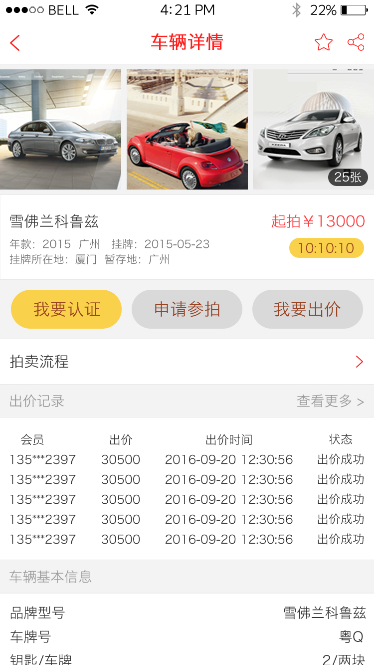 BELL 4:21 PM 22%
车辆详情
25张
雪佛兰科鲁兹 起拍￥13000
年款：2015 广州 挂牌：2015-05-23 10:10:10
挂牌所在地：厦门 暂存地：广州
我要认证 申请参拍 我要出价
拍卖流程
出价记录 查看更多 >
会员 出价 出价时间 状态
135***2397 30500 2016-09-20 12:30:56 出价成功
135***2397 30500 2016-09-20 12:30:56 出价成功
135***2397 30500 2016-09-20 12:30:56 出价成功
135***2397 30500 2016-09-20 12:30:56 出价成功
135***2397 30500 2016-09-20 12:30:56 出价成功
车辆基本信息
品牌型号 雪佛兰科鲁兹
车牌号 粤Q
钥匙/车牌 2/两块